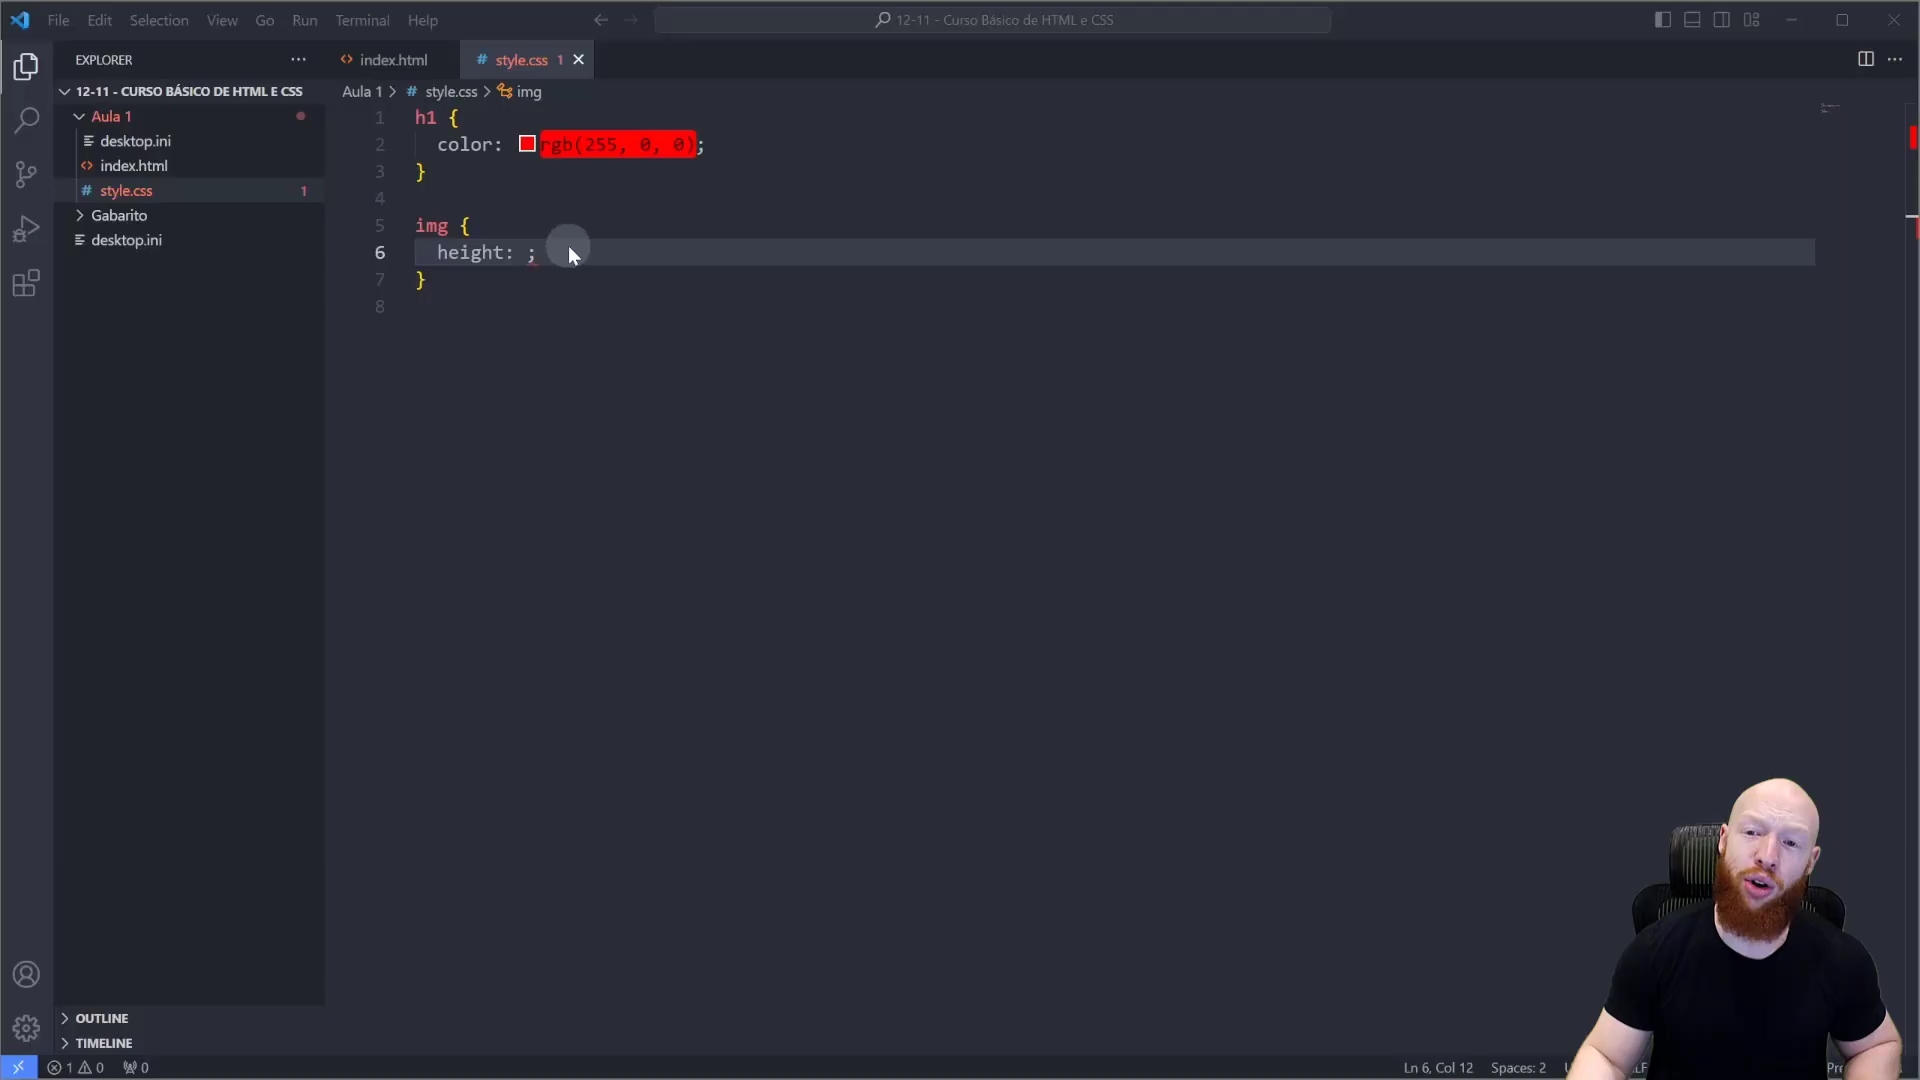 File Edit Selection View Go Run Terminal Help
12-11 - Curso Básico de HTML e CSS
EXPLORER
index.html
style.css 1
12-11 - CURSO BÁSICO DE HTML E CSS
Aula 1 > style.css > img
Aula 1
desktop.ini
index.html
style.css 1
Gabarito
desktop.ini
1 h1 {
2 color: rgb(255, 0, 0);
3 }
4
5 img {
6 height: ;
7 }
8
OUTLINE
TIMELINE
1 0 0
Ln 6, Col 12 Spaces: 2